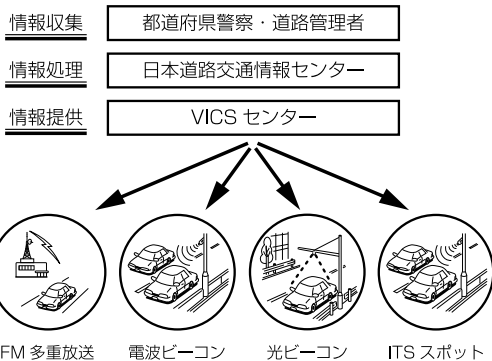 情報収集 都道府県警察・道路管理者
情報処理 日本道路交通情報センター
情報提供 VICS センター
FM 多重放送 電波ビーコン 光ビーコン ITS スポット